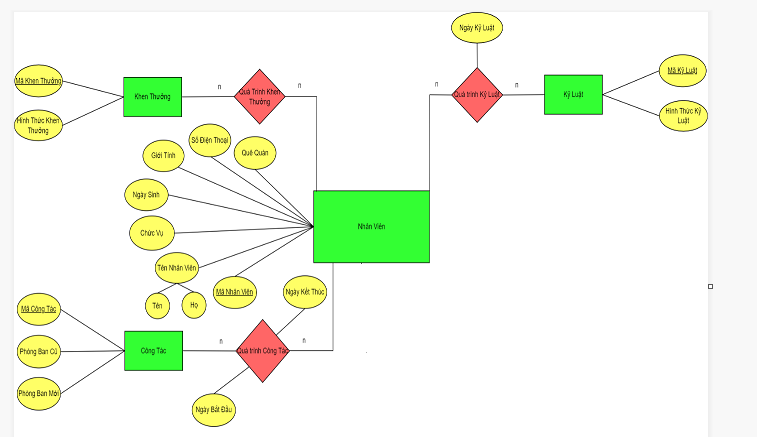 Ngày Kỷ Luật
Mã Khen Thưởng
Khen Thưởng
n
Quá Trình Khen
Thưởng
n
n
Quá trình Kỷ Luật
n
Kỷ Luật
Mã Kỷ Luật
Hình Thức Khen
Thưởng
Hình Thức Kỷ
Luật
Số Điện Thoại
Giới Tính
Quê Quán
Ngày Sinh
Chức Vụ
Nhân Viên
Tên Nhân Viên
Mã Nhân Viên
Ngày Kết Thúc
Tên
Họ
Mã Công Tác
Phòng Ban Cũ
Công Tác
n
Quá trình Công Tác
n
Phòng Ban Mới
Ngày Bắt Đầu